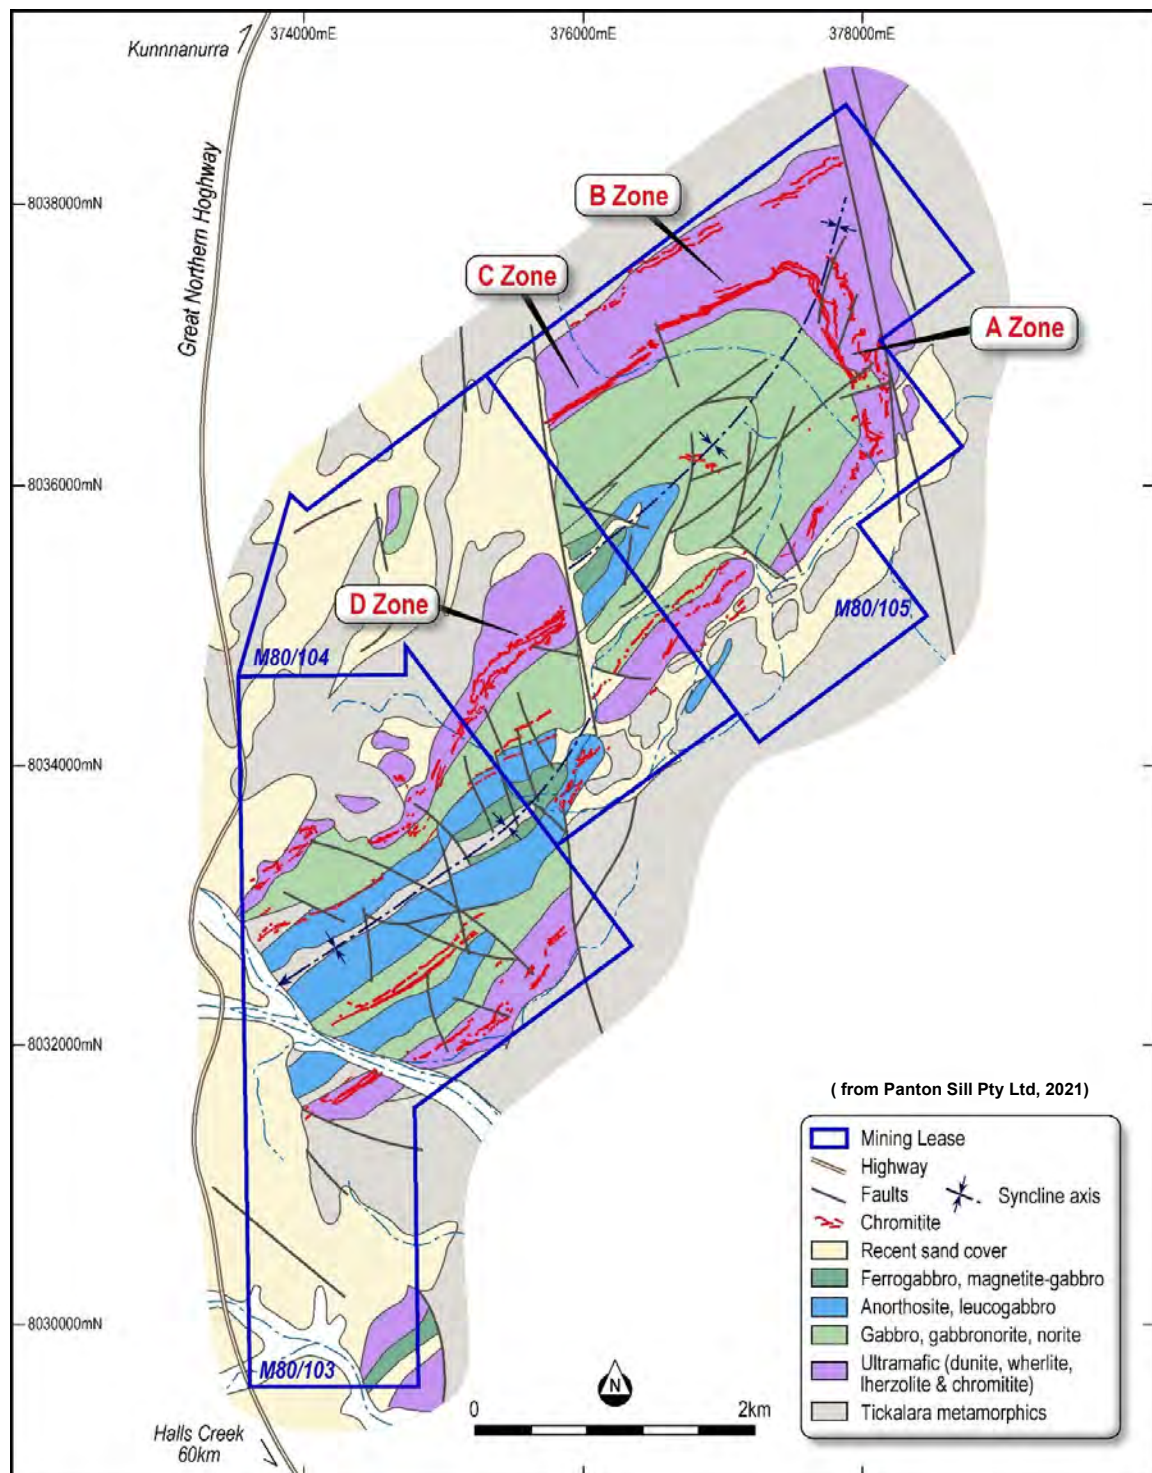 374000mE
376000mE
378000mE
Kunnnanurra
Great Northern Hoghway
8038000mN
B Zone
C Zone
A Zone
8036000mN
D Zone
M80/105
M80/104
8034000mN
8032000mN
( from Panton Sill Pty Ltd, 2021)
Mining Lease
Highway
Faults
Syncline axis
Chromitite
Recent sand cover
Ferrogabbro, magnetite-gabbro
Anorthosite, leucogabbro
Gabbro, gabbronorite, norite
Ultramafic (dunite, wherlite,
lherzolite & chromitite)
Tickalara metamorphics
8030000mN
M80/103
N
0
2km
Halls Creek
60km